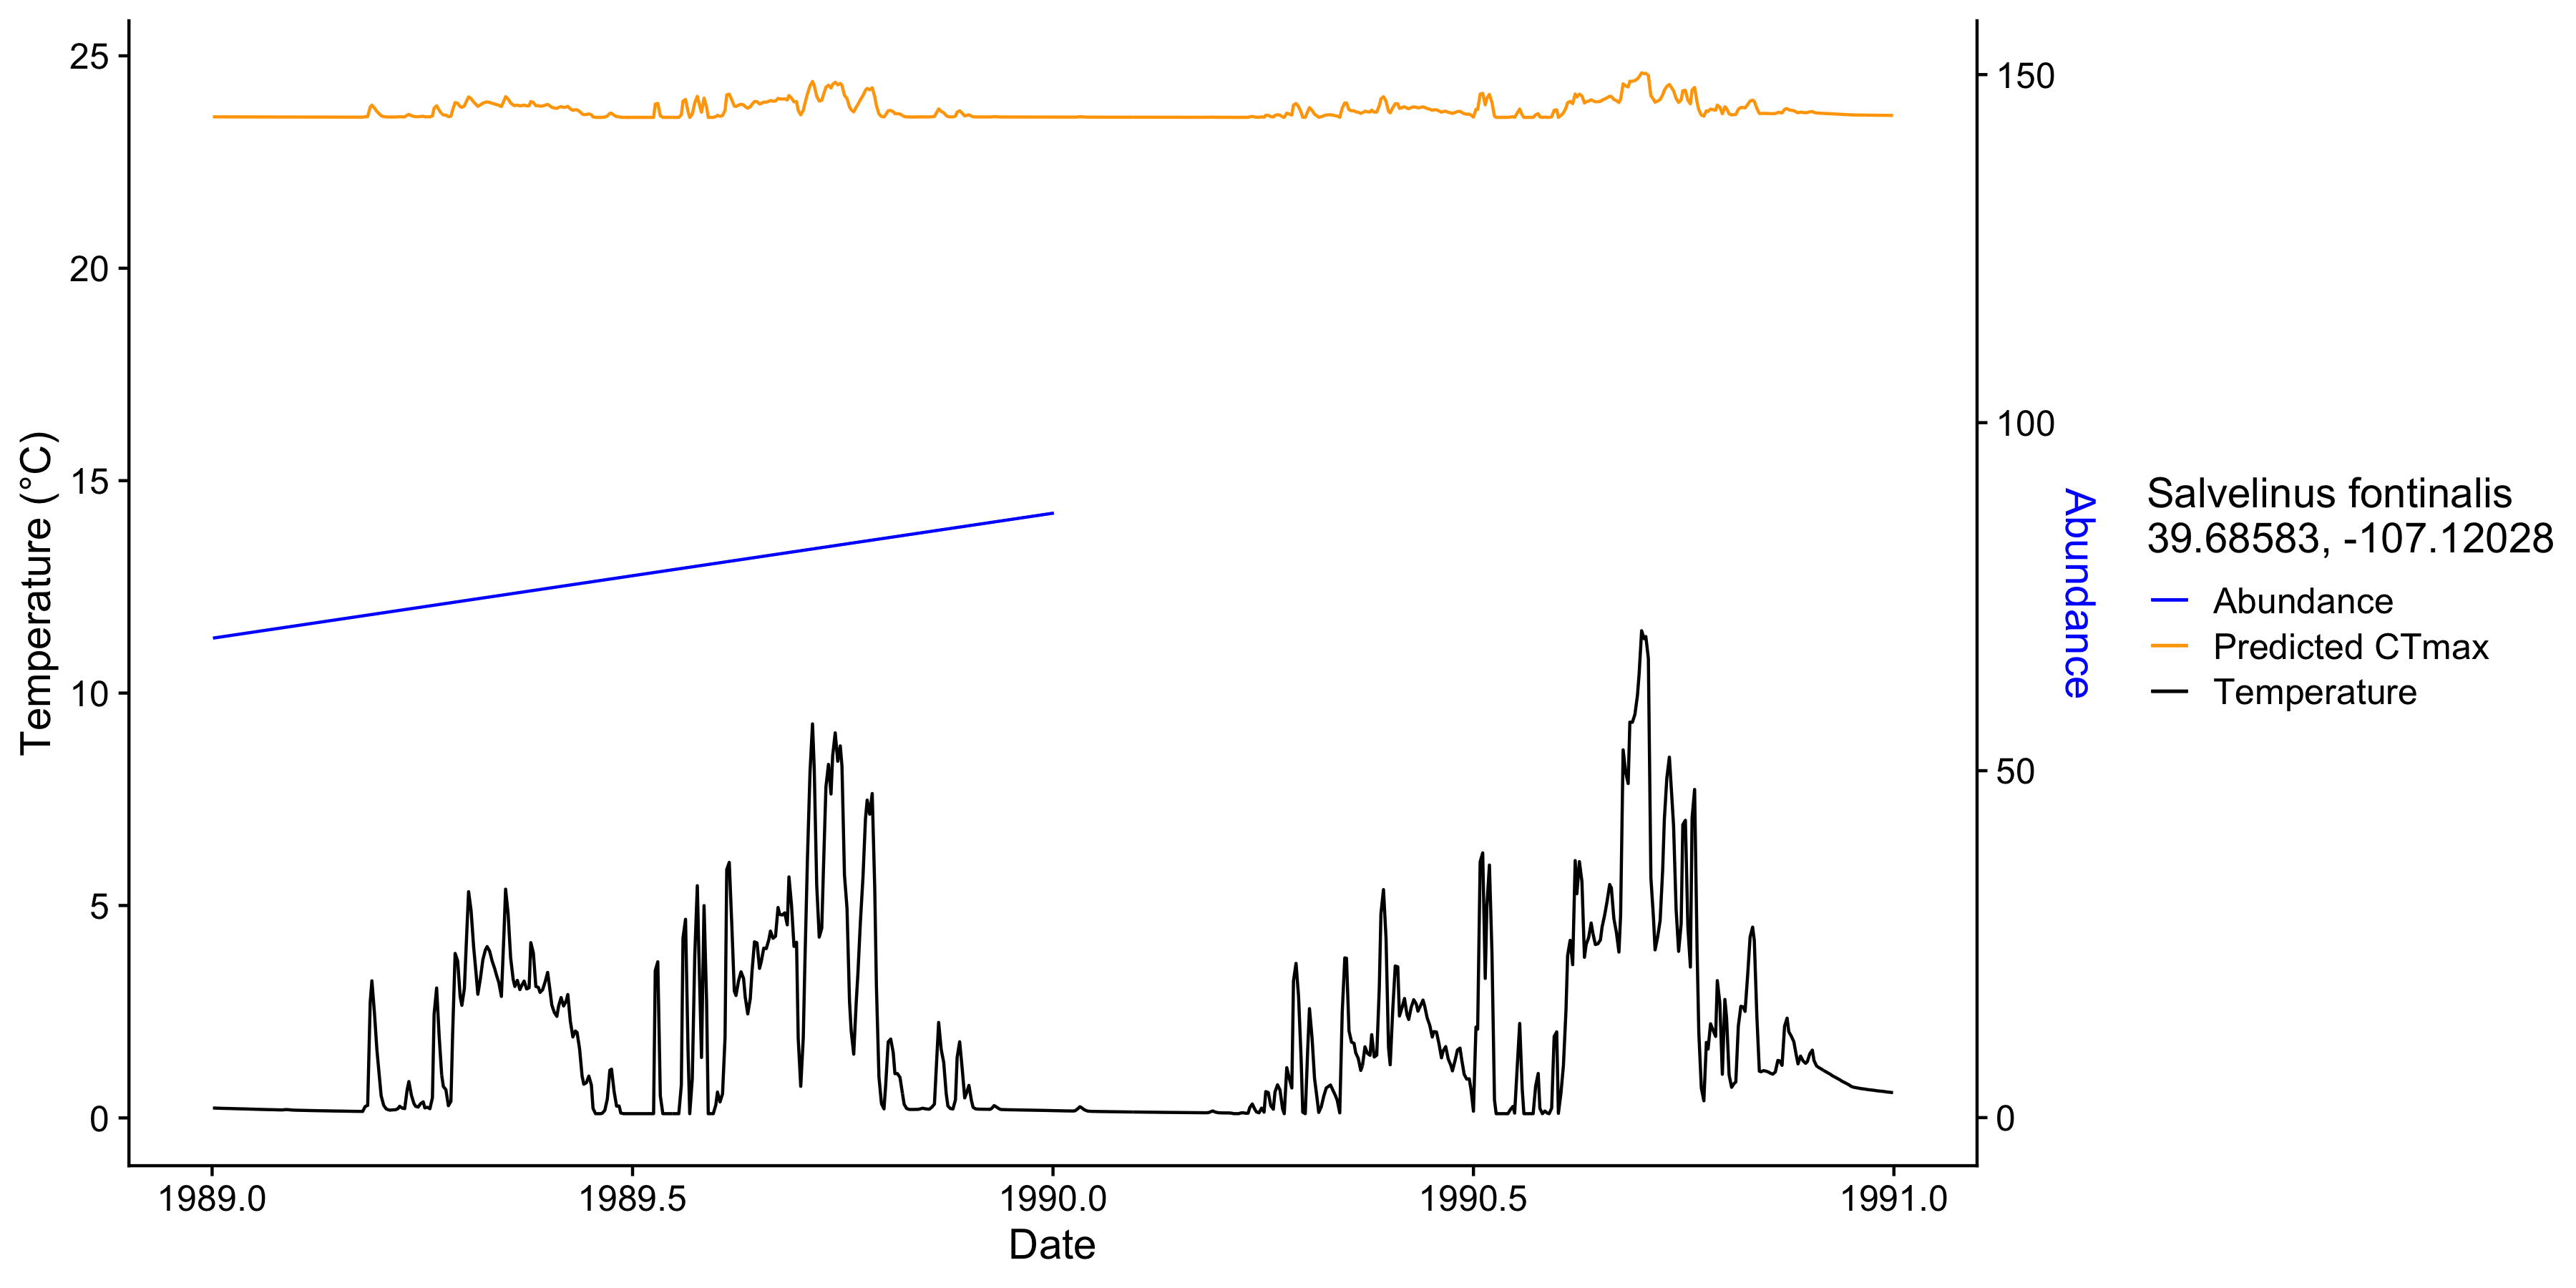 25
20
15
10
5
0
Temperature (°C)
1989.0
1989.5
1990.0
1990.5
1991.0
Date
150
100
50
0
Abundance
Salvelinus fontinalis
39.68583, -107.12028
Abundance
Predicted CTmax
Temperature